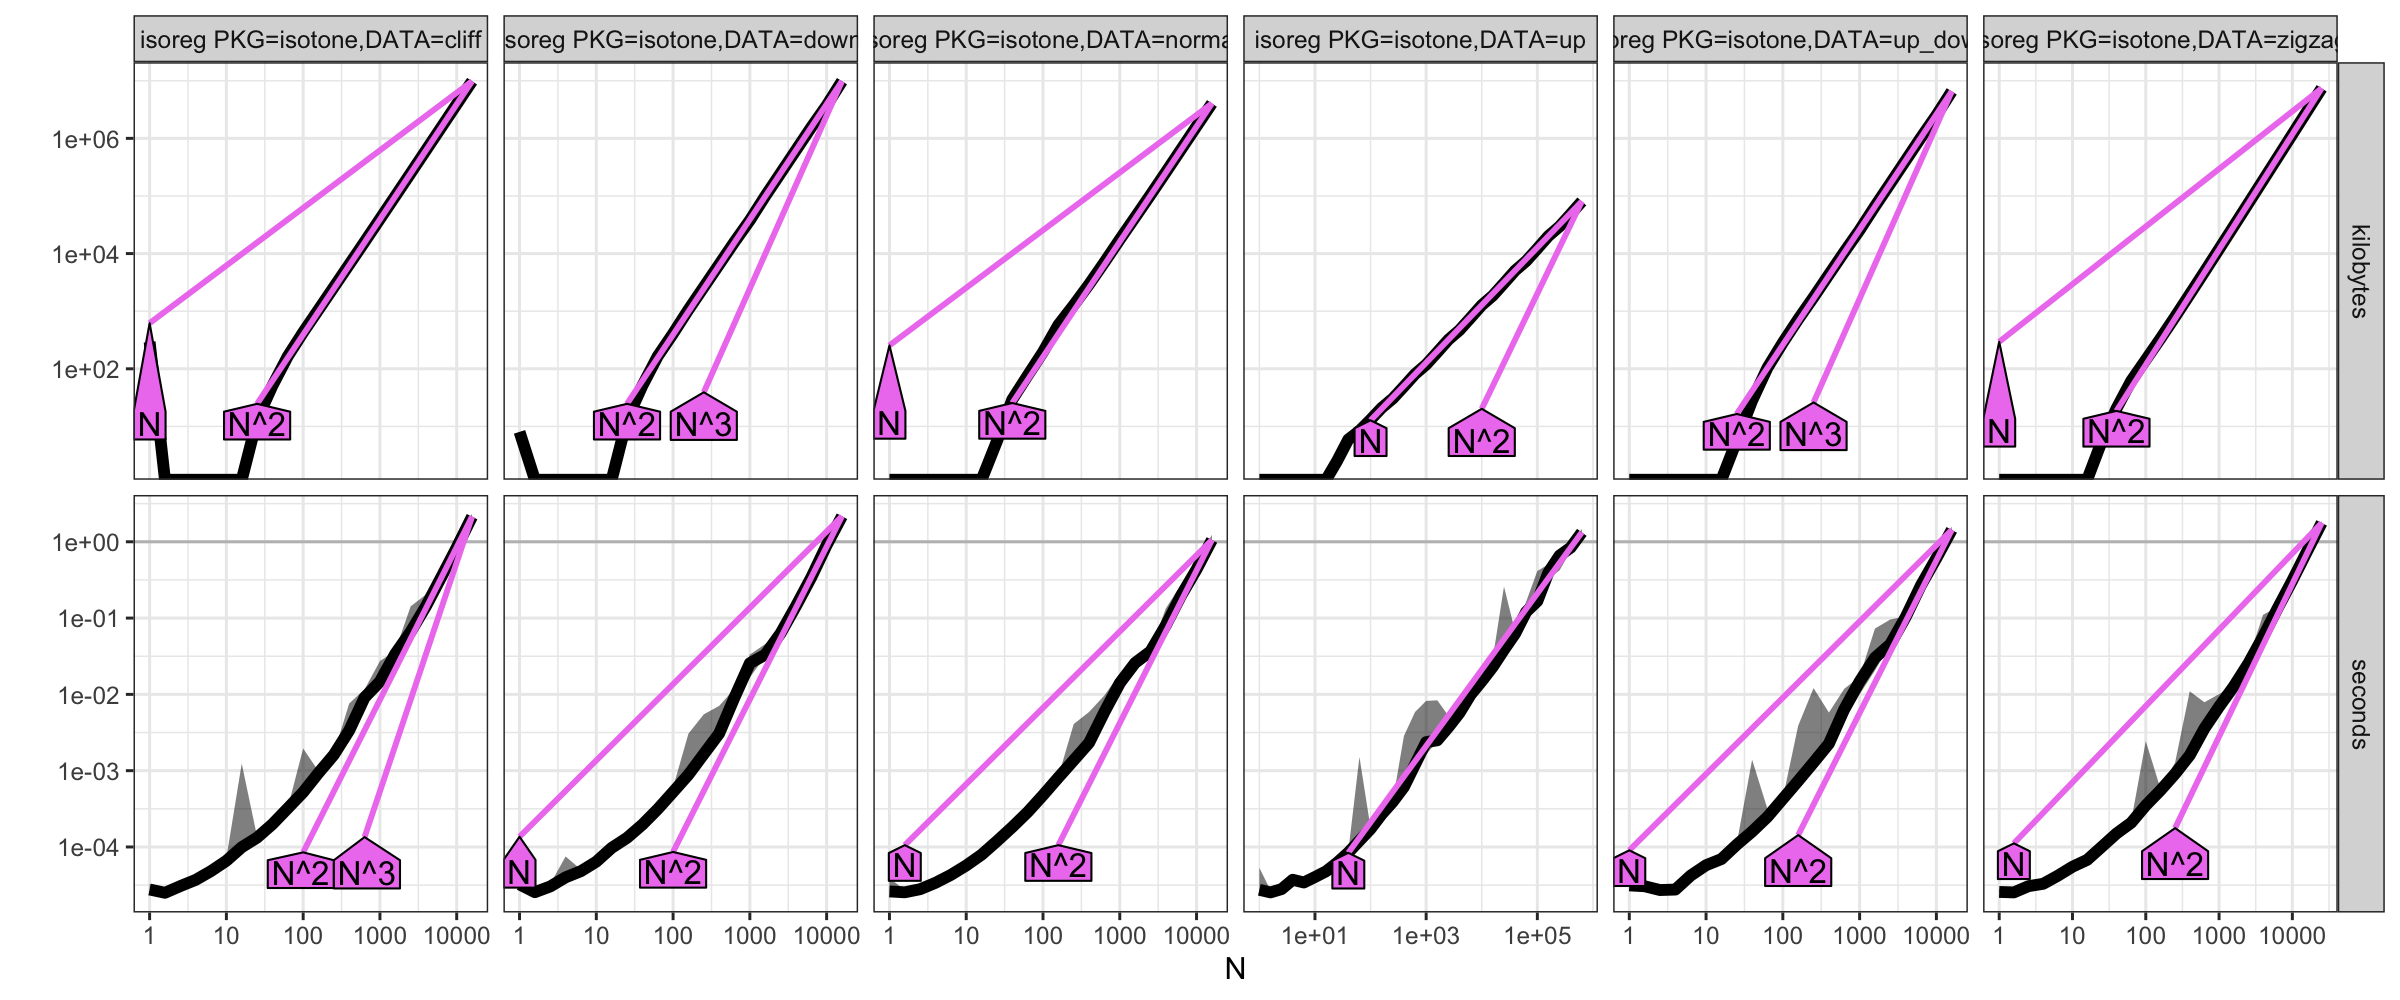 isoreg PKG=isotone,DATA=cliff
soreg PKG=isotone,DATA=down
soreg PKG=isotone,DATA=norma
isoreg PKG=isotone,DATA=up
oreg PKG=isotone,DATA=up_dow
soreg PKG=isotone,DATA=zigzag
1e+06
1e+04
1e+02
kilobytes
N N^2
N^2 N^3
N N^2
N N^2
N^2 N^3
N N^2
1e+00
1e-01
1e-02
1e-03
1e-04
seconds
N^2 N^3
N N^2
N N^2
N
N N^2
N N^2
1 10 100 1000 10000
1 10 100 1000 10000
1 10 100 1000 10000
1e+01 1e+03 1e+05
1 10 100 1000 10000
1 10 100 1000 10000
N